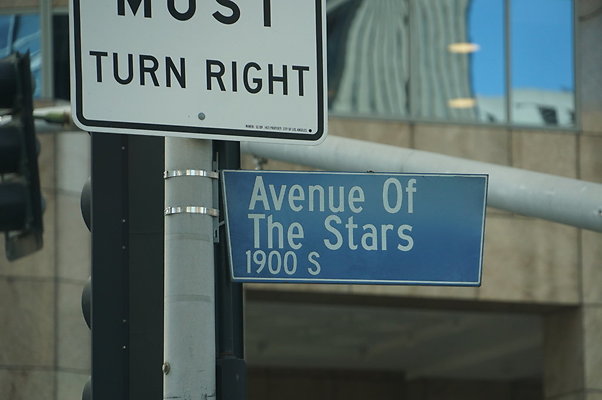 MUST
TURN RIGHT
Avenue Of
The Stars
1900 S